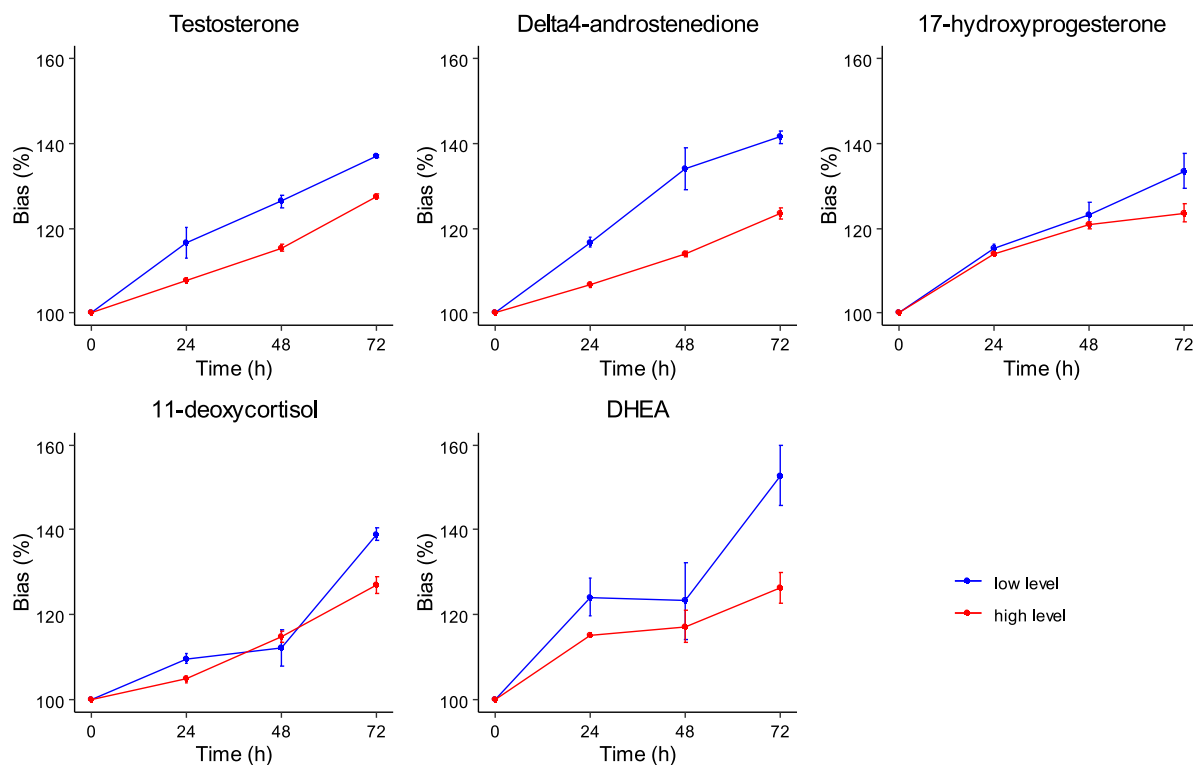 Testosterone
Delta4-androstenedione
17-hydroxyprogesterone
160
140
120
100
Bias (%)
0 24 48 72
Time (h)
160
140
120
100
Bias (%)
0 24 48 72
Time (h)
160
140
120
100
Bias (%)
0 24 48 72
Time (h)
11-deoxycortisol
DHEA
160
140
120
100
Bias (%)
0 24 48 72
Time (h)
160
140
120
100
Bias (%)
0 24 48 72
Time (h)
low level
high level